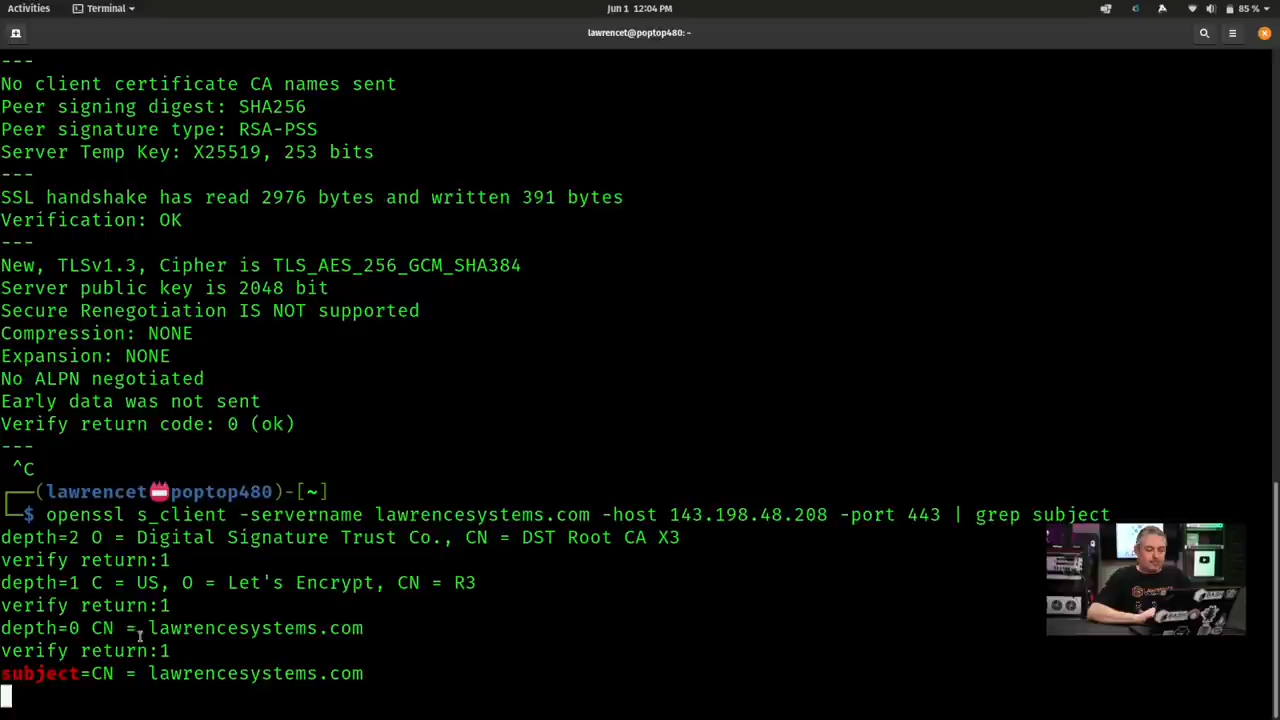 Activities
Terminal
Jun 1 12:04 PM
85 %
lawrencet@poptop480: ~
---
No client certificate CA names sent
Peer signing digest: SHA256
Peer signature type: RSA-PSS
Server Temp Key: X25519, 253 bits
---
SSL handshake has read 2976 bytes and written 391 bytes
Verification: OK
---
New, TLSv1.3, Cipher is TLS_AES_256_GCM_SHA384
Server public key is 2048 bit
Secure Renegotiation IS NOT supported
Compression: NONE
Expansion: NONE
No ALPN negotiated
Early data was not sent
Verify return code: 0 (ok)
---
^C
(lawrencet📛poptop480)-[~]
$ openssl s_client -servername lawrencesystems.com -host 143.198.48.208 -port 443 | grep subject
depth=2 O = Digital Signature Trust Co., CN = DST Root CA X3
verify return:1
depth=1 C = US, O = Let's Encrypt, CN = R3
verify return:1
depth=0 CN = lawrencesystems.com
verify return:1
subject=CN = lawrencesystems.com